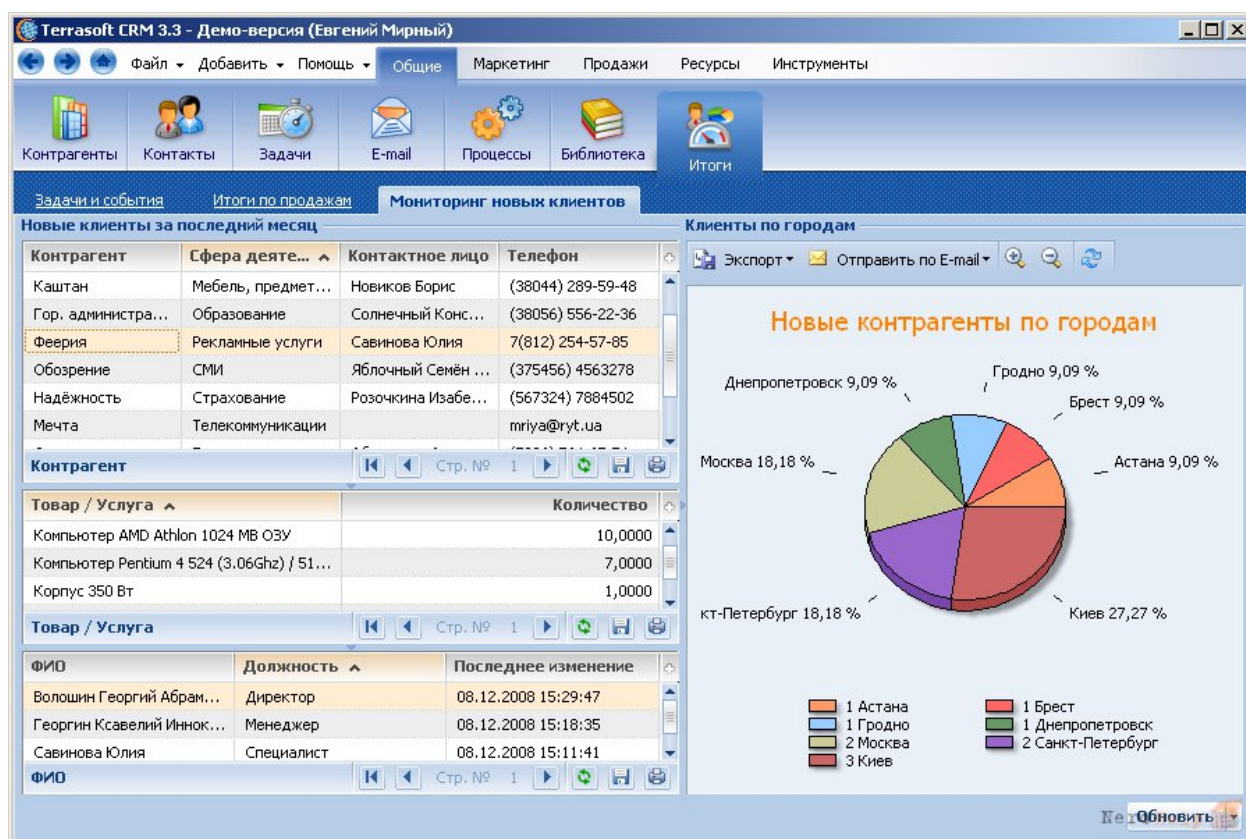 Terrasoft CRM 3.3 - Демо-версия (Евгений Мирный)
Файл Добавить Помощь Общие Маркетинг Продажи Ресурсы Инструменты
Контрагенты Контакты Задачи E-mail Процессы Библиотека Итоги
Задачи и события Итоги по продажам Мониторинг новых клиентов
Новые клиенты за последний месяц
Контрагент Сфера деяте... Контактное лицо Телефон
Каштан Мебель, предмет... Новиков Борис (38044) 289-59-48
Гор. администра... Образование Солнечный Конс... (38056) 556-22-36
Феерия Рекламные услуги Савинова Юлия 7(812) 254-57-85
Обозрение СМИ Яблочный Семён ... (375456) 4563278
Надёжность Страхование Розочкина Изабе... (567324) 7884502
Мечта Телекоммуникации mriya@ryt.ua
Контрагент Стр. № 1
Товар / Услуга Количество
Компьютер AMD Athlon 1024 MB ОЗУ 10,0000
Компьютер Pentium 4 524 (3.06Ghz) / 51... 7,0000
Корпус 350 Вт 1,0000
Товар / Услуга Стр. № 1
ФИО Должность Последнее изменение
Волошин Георгий Абрам... Директор 08.12.2008 15:29:47
Георгин Ксавелий Иннок... Менеджер 08.12.2008 15:18:35
Савинова Юлия Специалист 08.12.2008 15:11:41
ФИО Стр. № 1
Клиенты по городам
Экспорт Отправить по E-mail
Новые контрагенты по городам
Гродно 9,09 %
Днепропетровск 9,09 %
Брест 9,09 %
Москва 18,18 %
Астана 9,09 %
кт-Петербург 18,18 %
Киев 27,27 %
1 Астана 1 Брест
1 Гродно 1 Днепропетровск
2 Москва 2 Санкт-Петербург
3 Киев
Обновить